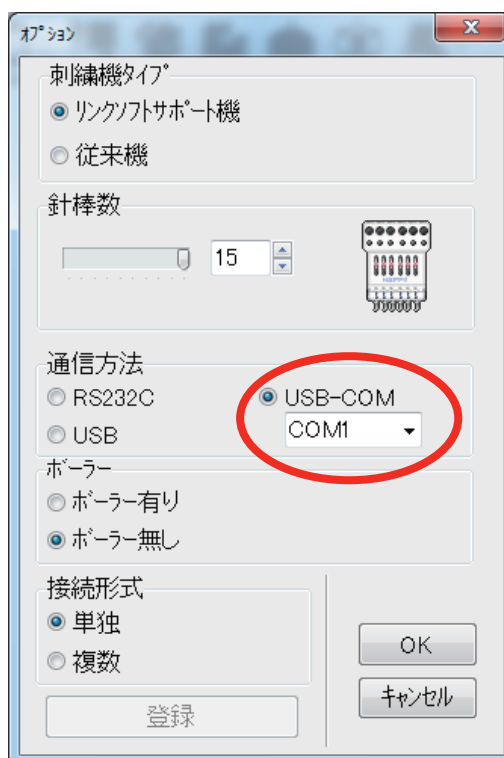 オプション
刺繍機タイプ
リンクソフトサポート機
従来機
針棒数
15
通信方法
RS232C
USB-COM
USB
COM1
ボーラー
ボーラー有り
ボーラー無し
接続形式
単独
複数
登録
OK
キャンセル